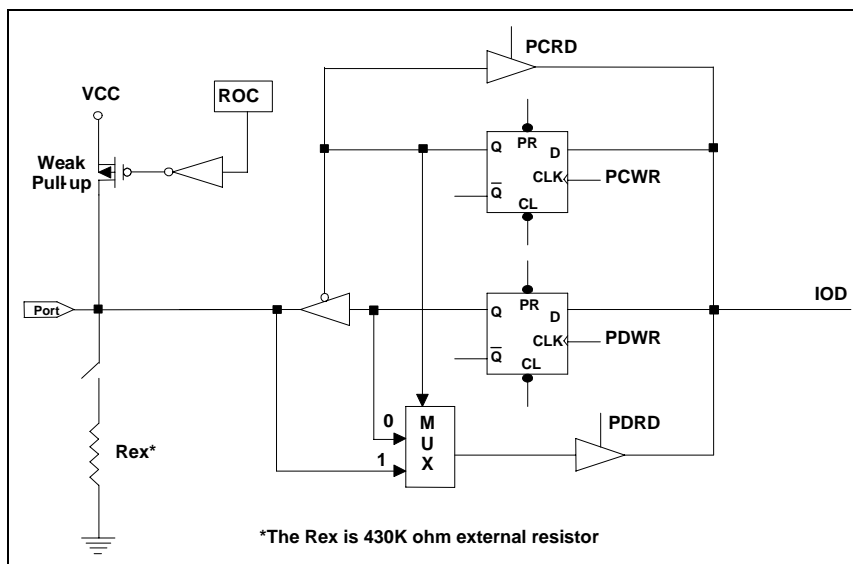 PCRD
VCC
ROC
Weak
Pull-up
PR
Q
D
CLK
PCWR
Q
CL
IOD
Port
PR
Q
D
CLK
PDWR
Q
CL
0
M
U
X
1
PDRD
Rex*
*The Rex is 430K ohm external resistor